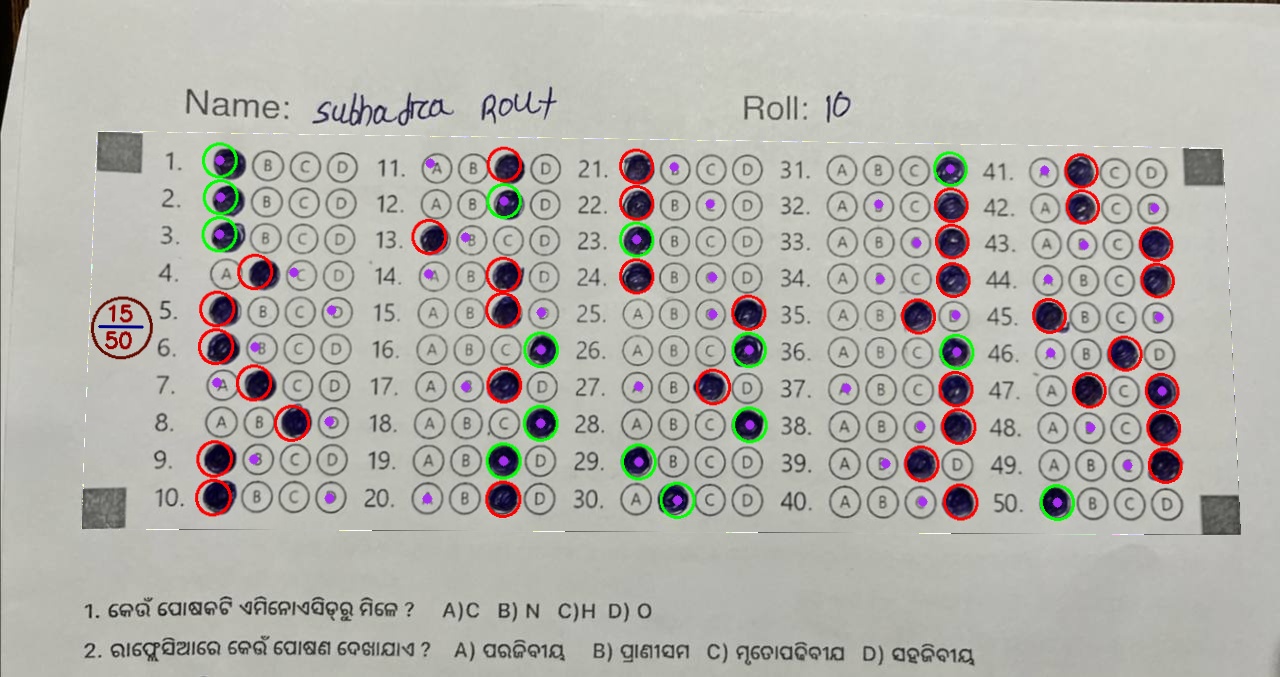 Name: Subhadra Rout Roll: 10
1. B C D 11. A B D 21. B C D 31. A B C 41. A C D
2. B C D 12. A B D 22. B C D 32. A B C 42. A C D
3. B C D 13. B C D 23. B C D 33. A B C 43. A B C
4. A C D 14. A B D 24. B C D 34. A B C 44. A B C
5. B C D 15. A B D 25. A B C 35. A B D 45. B C D
15
50
6. B C D 16. A B C 26. A B C 36. A B C 46. A B D
7. A C D 17. A B D 27. A B D 37. A B C 47. A C
8. A B D 18. A B C 28. A B C 38. A B C 48. A B C
9. B C D 19. A B D 29. B C D 39. A B D 49. A B C
10. B C D 20. A B D 30. A C D 40. A B C 50. B C D
1. କେଉଁ ପୋଷକଟି ଏମିନୋଏସିଡ୍‌ରୁ ମିଳେ ? A)C B) N C)H D) O
2. ରାଫ୍ଲେସିଆରେ କେଉଁ ପୋଷଣ ଦେଖାଯାଏ ? A) ପରଜିବୀୟ B) ପ୍ରାଣୀସମ C) ମୃତୋପଜିବୀୟ D) ସହଜିବୀୟ